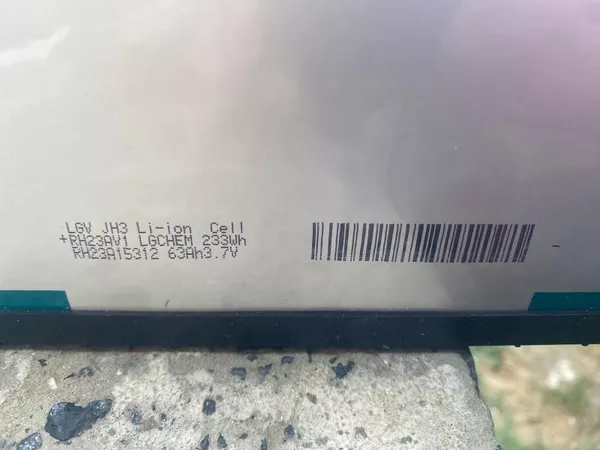 LGV JH3 Li-ion Cell
+RH23AV1 LGCHEM 233Wh
RH23A15312 63Ah3.7V
-